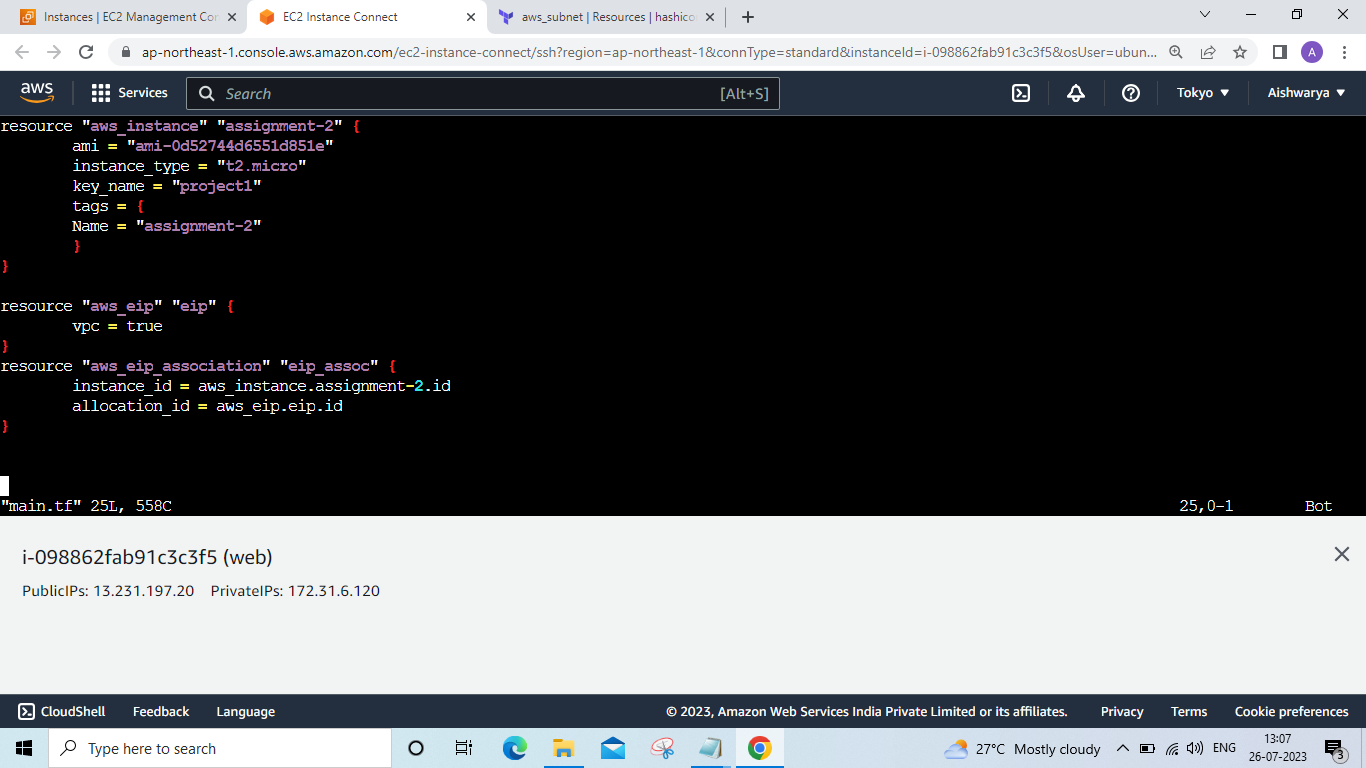 Instances | EC2 Management Con
EC2 Instance Connect
aws_subnet | Resources | hashico
ap-northeast-1.console.aws.amazon.com/ec2-instance-connect/ssh?region=ap-northeast-1&connType=standard&instanceId=i-098862fab91c3c3f5&osUser=ubun...
A
aws
Services
Search
[Alt+S]
Tokyo
Aishwarya
resource "aws_instance" "assignment-2" {
ami = "ami-0d52744d6551d851e"
instance_type = "t2.micro"
key_name = "project1"
tags = {
Name = "assignment-2"
}
}
resource "aws_eip" "eip" {
vpc = true
}
resource "aws_eip_association" "eip_assoc" {
instance_id = aws_instance.assignment-2.id
allocation_id = aws_eip.eip.id
}
"main.tf" 25L, 558C 25,0-1 Bot
i-098862fab91c3c3f5 (web)
PublicIPs: 13.231.197.20 PrivateIPs: 172.31.6.120
CloudShell Feedback Language © 2023, Amazon Web Services India Private Limited or its affiliates. Privacy Terms Cookie preferences
Type here to search
27°C Mostly cloudy
ENG
13:07
26-07-2023
3